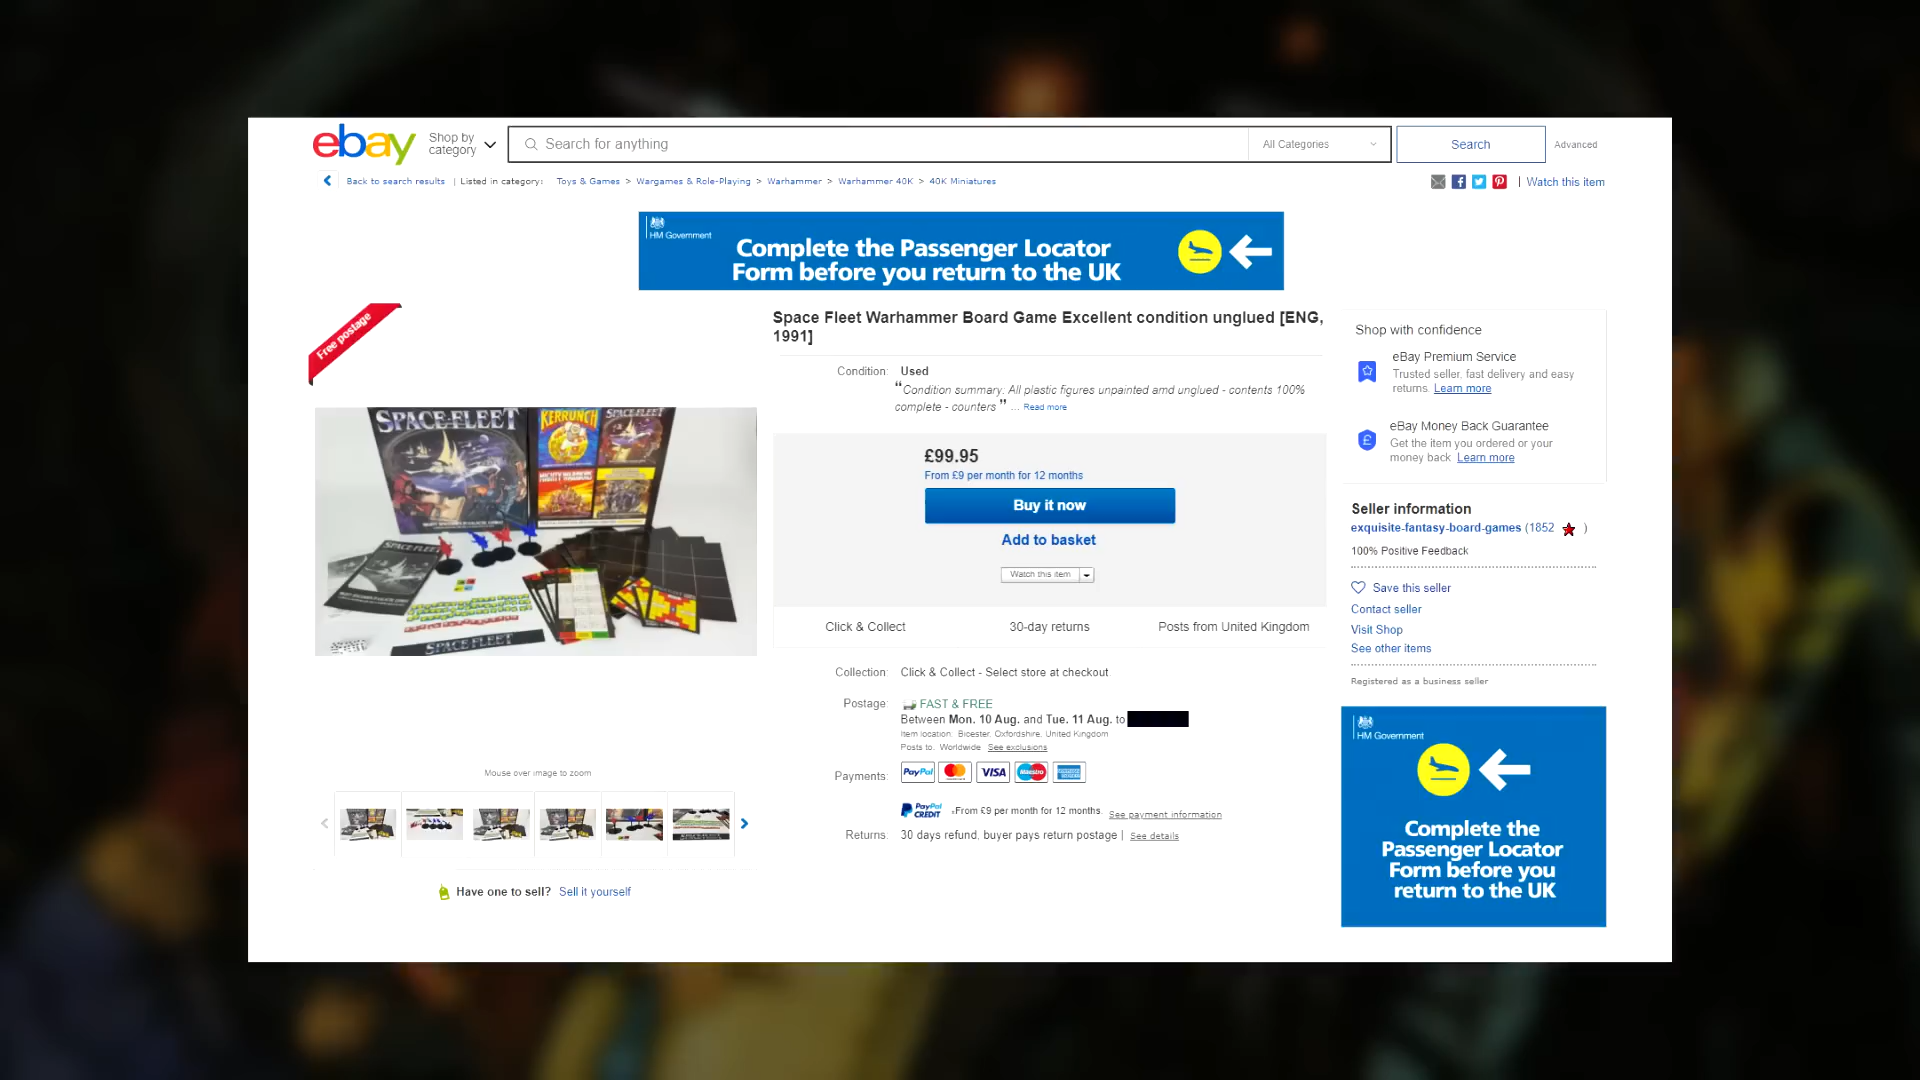 ebay
Shop by
category
Search for anything
All Categories
Search
Advanced
Back to search results | Listed in category: Toys & Games > Wargames & Role-Playing > Warhammer > Warhammer 40K > 40K Miniatures
| Watch this item
HM Government
Complete the Passenger Locator
Form before you return to the UK
Free postage
Space Fleet Warhammer Board Game Excellent condition unglued [ENG,
1991]
Condition: Used
“Condition summary: All plastic figures unpainted amd unglued - contents 100%
complete - counters ” ... Read more
£99.95
From £9 per month for 12 months
Buy it now
Add to basket
Watch this item
Click & Collect
30-day returns
Posts from United Kingdom
Collection: Click & Collect - Select store at checkout
Postage: FAST & FREE
Between Mon. 10 Aug. and Tue. 11 Aug. to
Item location: Bicester, Oxfordshire, United Kingdom
Posts to: Worldwide See exclusions
Payments: PayPal VISA Maestro
PayPal
CREDIT
From £9 per month for 12 months. See payment information
Returns: 30 days refund, buyer pays return postage | See details
SPACE FLEET
KERRUNCH
SPACE FLEET
MIGHTY WARRIORS
SPACE FLEET
SPACE FLEET
Mouse over image to zoom
Have one to sell? Sell it yourself
Shop with confidence
eBay Premium Service
Trusted seller, fast delivery and easy
returns. Learn more
eBay Money Back Guarantee
Get the item you ordered or your
money back. Learn more
Seller information
exquisite-fantasy-board-games (1852 )
100% Positive Feedback
Save this seller
Contact seller
Visit Shop
See other items
Registered as a business seller
HM Government
Complete the
Passenger Locator
Form before you
return to the UK